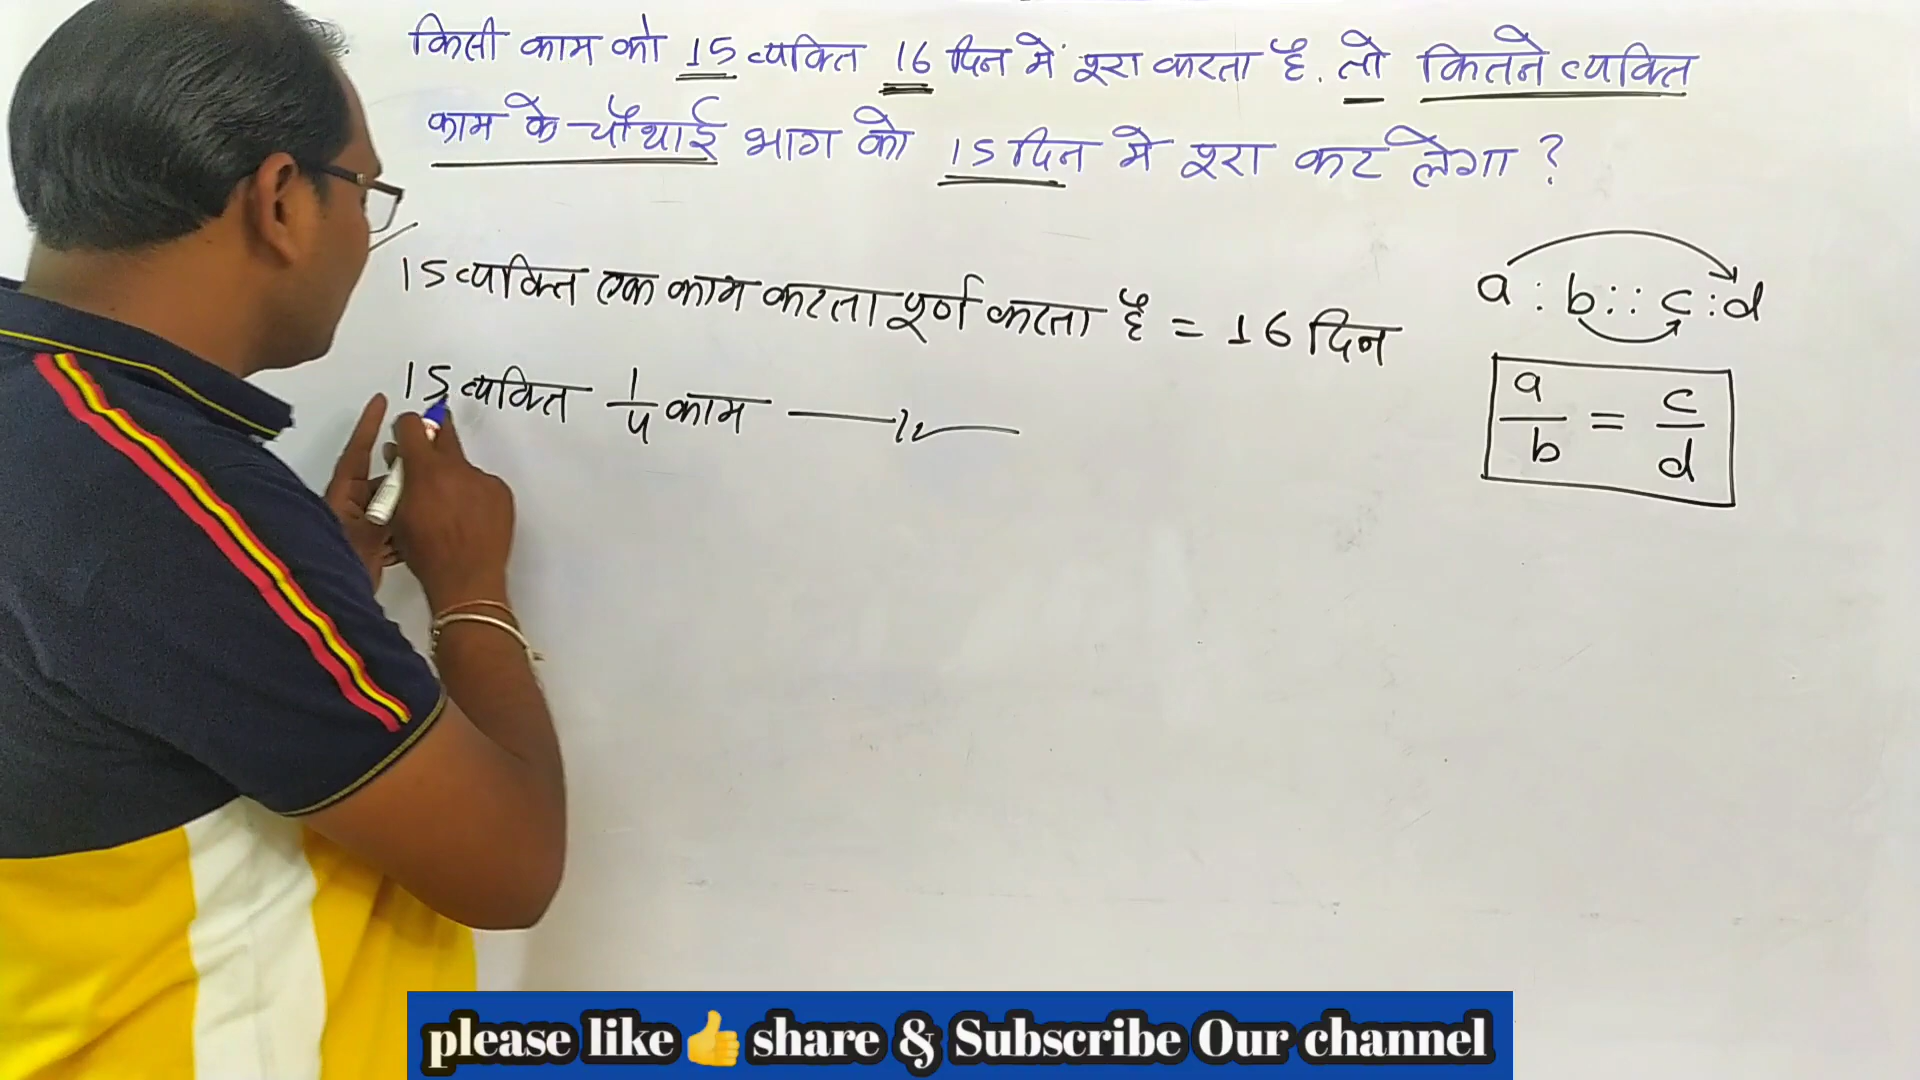 किसी काम को 15 व्यक्ति 16 दिन में पूरा करता है. तो कितने व्यक्ति
काम के चौथाई भाग को 15 दिन मे पूरा कर लेगा ?
15 व्यक्ति एक काम करता पूर्ण करता है = 16 दिन
15 व्यक्ति 1/4 काम —— 〃 ——
a : b :: c : d
a/b = c/d
please like 👍 share & Subscribe Our channel